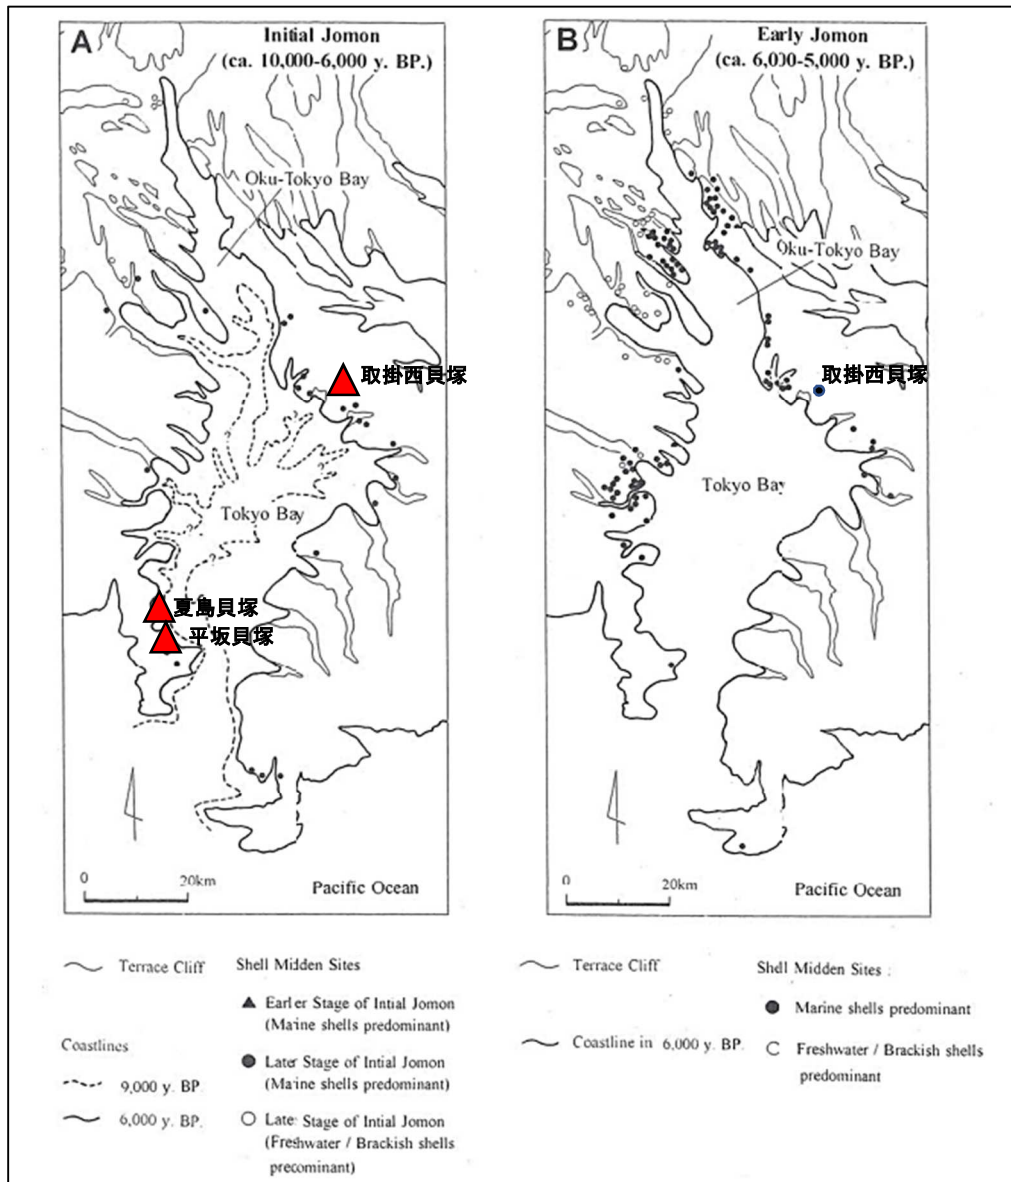 A
Initial Jomon
(ca. 10,000-6,000 y. BP.)
Oku-Tokyo Bay
取掛西貝塚
?
?
?
?
Tokyo Bay
夏島貝塚
平坂貝塚
0
20km
Pacific Ocean
B
Early Jomon
(ca. 6,000-5,000 y. BP.)
Oku-Tokyo Bay
取掛西貝塚
Tokyo Bay
0
20km
Pacific Ocean
Terrace Cliff
Coastlines
9,000 y. BP.
6,000 y. BP.
Shell Midden Sites
Earlier Stage of Intial Jomon
(Maine shells predominant)
Later Stage of Intial Jomon
(Maine shells predominant)
Late Stage of Intial Jomon
(Freshwater / Brackish shells
precominant)
Terrace Cliff
Coastline in 6,000 y. BP.
Shell Midden Sites :
Marine shells predominant
Freshwater / Brackish shells
predominant